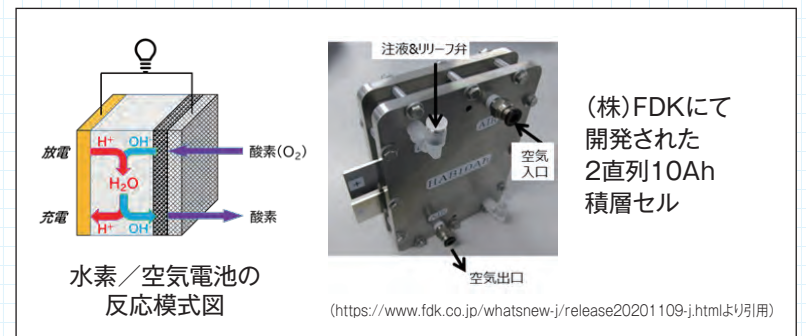 放電
充電
H⁺
OH⁻
H₂O
H⁺
OH⁻
酸素(O₂)
酸素
水素/空気電池の
反応模式図
注液&リリーフ弁
空気
入口
空気出口
(株)FDKにて
開発された
2直列10Ah
積層セル
(https://www.fdk.co.jp/whatsnew-j/release20201109-j.htmlより引用)